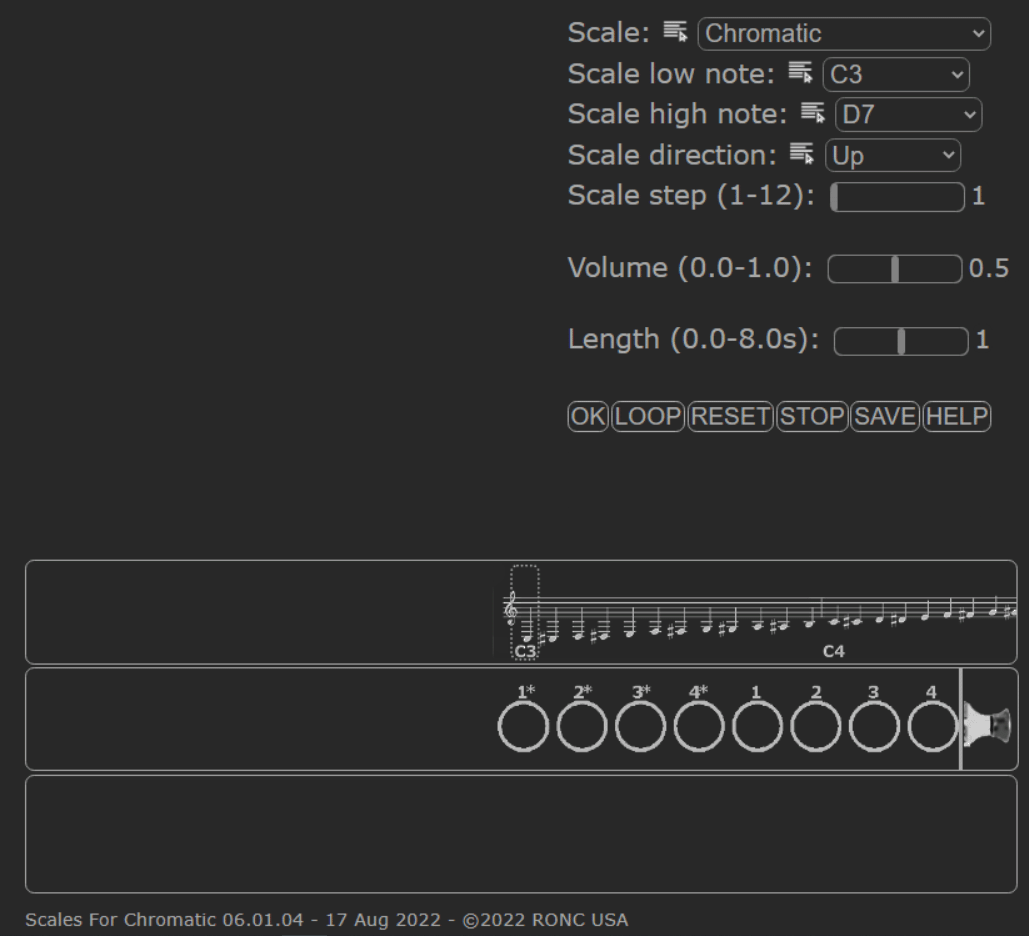 Scale: Chromatic
Scale low note: C3
Scale high note: D7
Scale direction: Up
Scale step (1-12): 1
Volume (0.0-1.0): 0.5
Length (0.0-8.0s): 1
OK LOOP RESET STOP SAVE HELP
C3 C4
1* 2* 3* 4* 1 2 3 4
Scales For Chromatic 06.01.04 - 17 Aug 2022 - ©2022 RONC USA